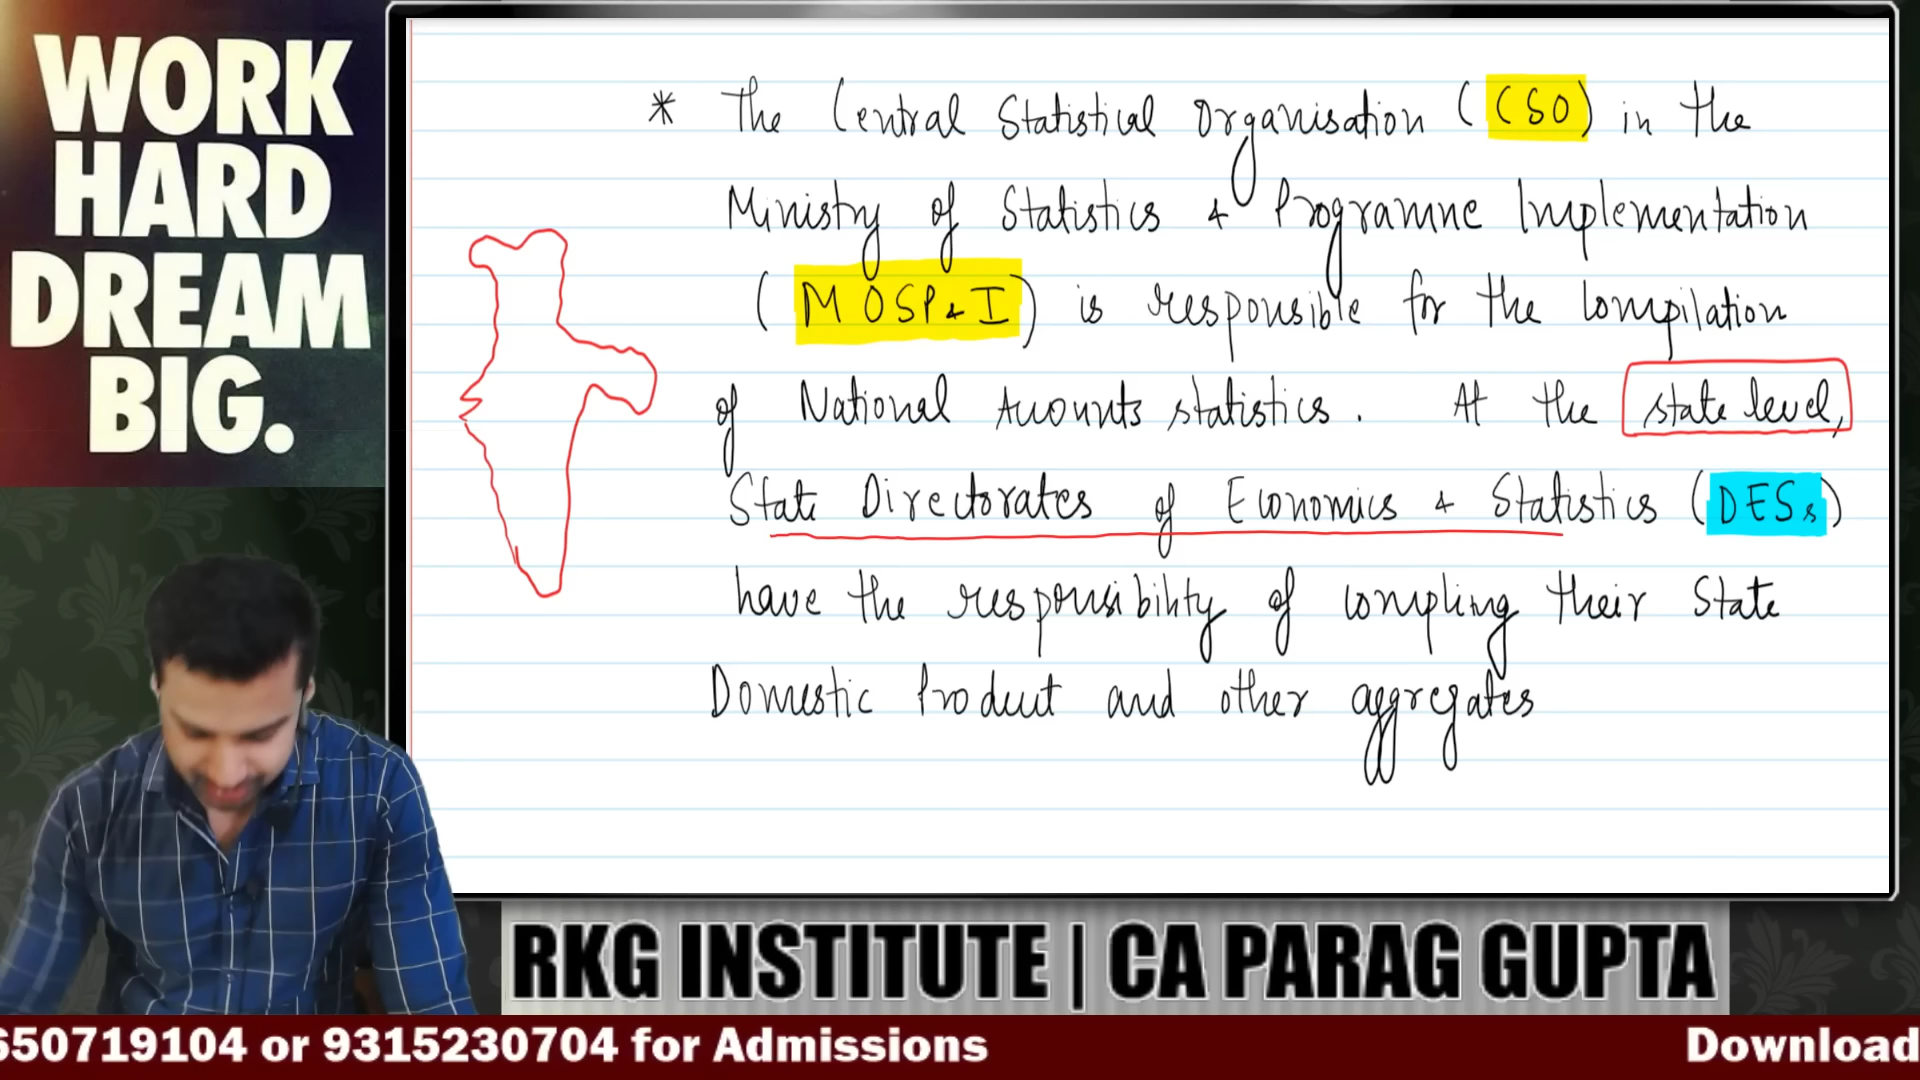 WORK
HARD
DREAM
BIG.
* The Central Statistical Organisation (CSO) in the
Ministry of Statistics & Programme Implementation
(MOSP & I) is responsible for the compilation
of National Accounts statistics. At the state level,
State Directorates of Economics & Statistics (DESs)
have the responsibility of compling their State
Domestic Product and other aggregates
RKG INSTITUTE | CA PARAG GUPTA
650719104 or 9315230704 for Admissions
Download